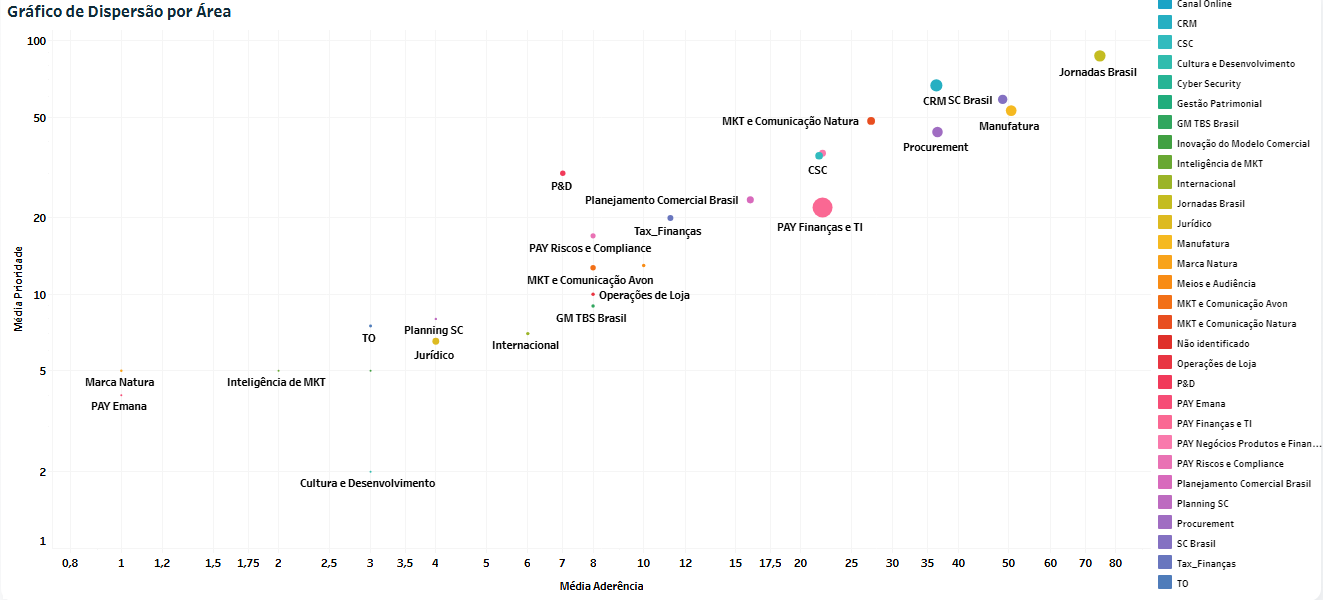 Gráfico de Dispersão por Área
Média Prioridade
100
50
20
10
5
2
1
Jornadas Brasil
CRM
SC Brasil
Manufatura
MKT e Comunicação Natura
Procurement
CSC
P&D
Planejamento Comercial Brasil
PAY Finanças e TI
Tax_Finanças
PAY Riscos e Compliance
MKT e Comunicação Avon
Operações de Loja
GM TBS Brasil
Planning SC
TO
Internacional
Jurídico
Marca Natura
Inteligência de MKT
PAY Emana
Cultura e Desenvolvimento
0,8 1 1,2 1,5 1,75 2 2,5 3 3,5 4 5 6 7 8 10 12 15 17,5 20 25 30 35 40 50 60 70 80
Média Aderência
Canal Online
CRM
CSC
Cultura e Desenvolvimento
Cyber Security
Gestão Patrimonial
GM TBS Brasil
Inovação do Modelo Comercial
Inteligência de MKT
Internacional
Jornadas Brasil
Jurídico
Manufatura
Marca Natura
Meios e Audiência
MKT e Comunicação Avon
MKT e Comunicação Natura
Não identificado
Operações de Loja
P&D
PAY Emana
PAY Finanças e TI
PAY Negócios Produtos e Finan...
PAY Riscos e Compliance
Planejamento Comercial Brasil
Planning SC
Procurement
SC Brasil
Tax_Finanças
TO